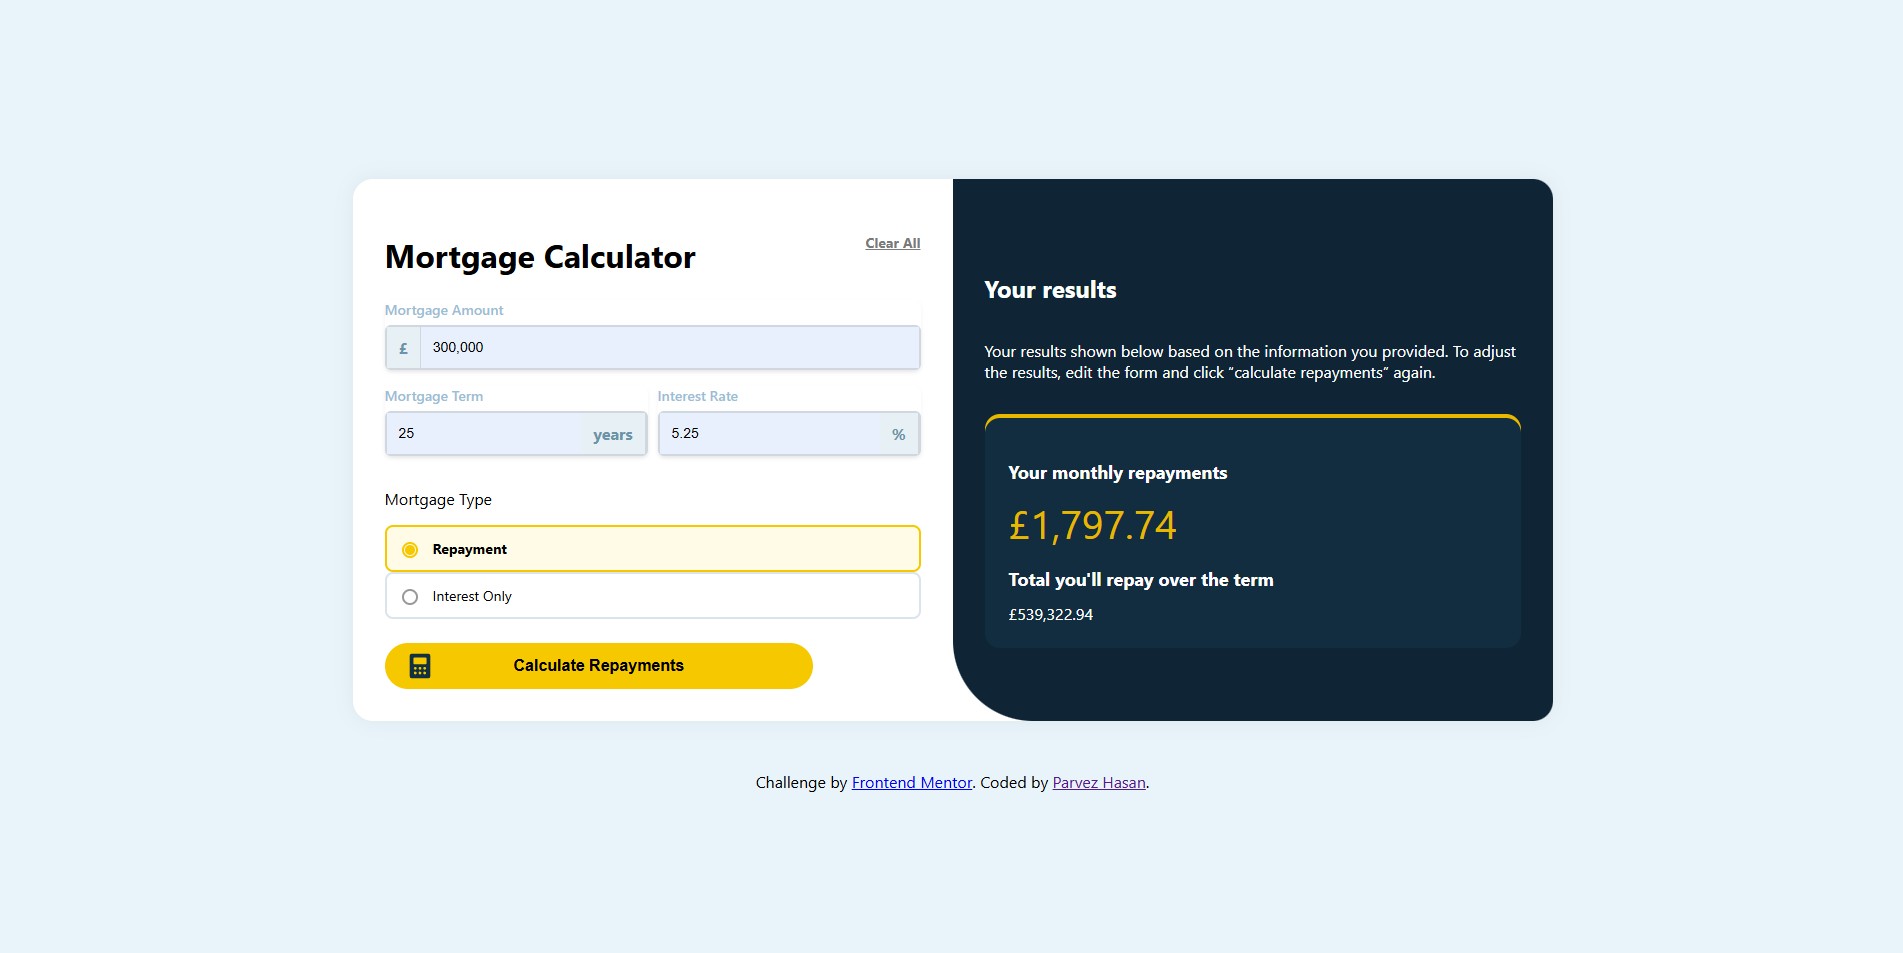 Mortgage Calculator
Clear All
Mortgage Amount
£ 300,000
Mortgage Term
25 years
Interest Rate
5.25 %
Mortgage Type
Repayment
Interest Only
Calculate Repayments
Your results
Your results shown below based on the information you provided. To adjust
the results, edit the form and click “calculate repayments” again.
Your monthly repayments
£1,797.74
Total you'll repay over the term
£539,322.94
Challenge by Frontend Mentor. Coded by Parvez Hasan.